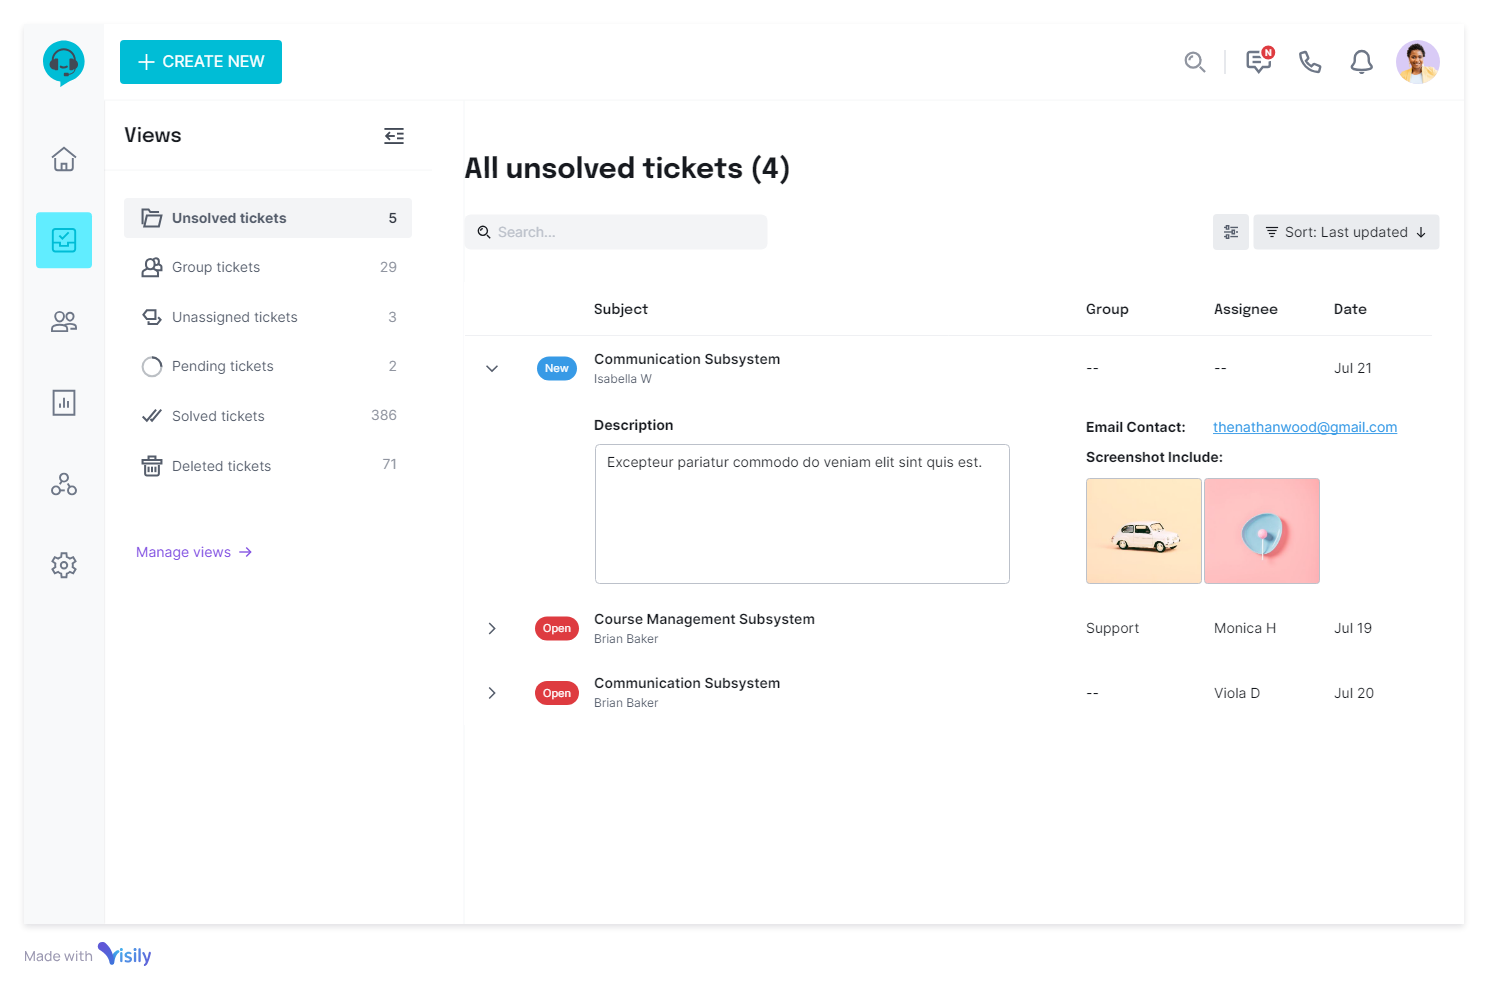 CREATE NEW
N
Views
Unsolved tickets 5
Group tickets 29
Unassigned tickets 3
Pending tickets 2
Solved tickets 386
Deleted tickets 71
Manage views
All unsolved tickets (4)
Search...
Sort: Last updated
Subject Group Assignee Date
New Communication Subsystem -- -- Jul 21
Isabella W
Description
Excepteur pariatur commodo do veniam elit sint quis est.
Email Contact: thenathanwood@gmail.com
Screenshot Include:
Open Course Management Subsystem Support Monica H Jul 19
Brian Baker
Open Communication Subsystem -- Viola D Jul 20
Brian Baker
Made with Visily